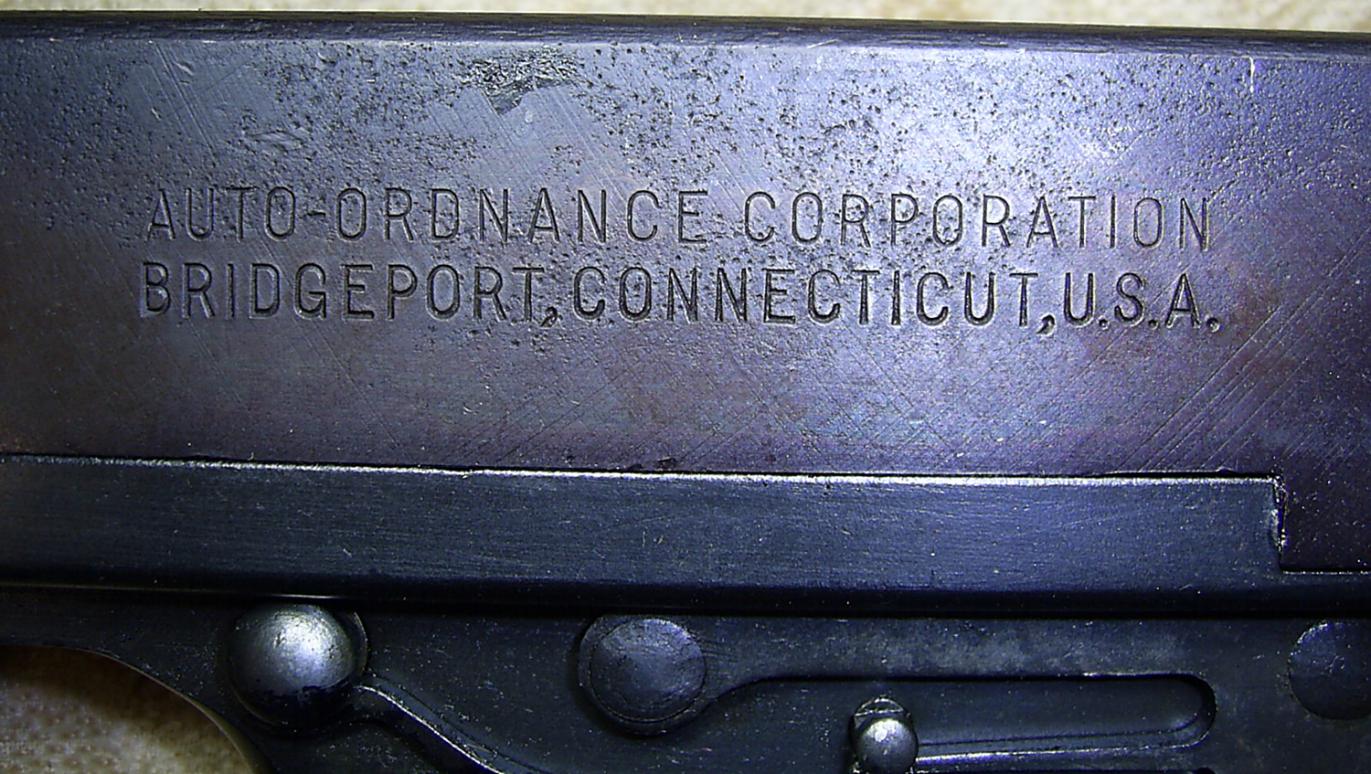 AUTO-ORDNANCE CORPORATION
BRIDGEPORT, CONNECTICUT, U.S.A.